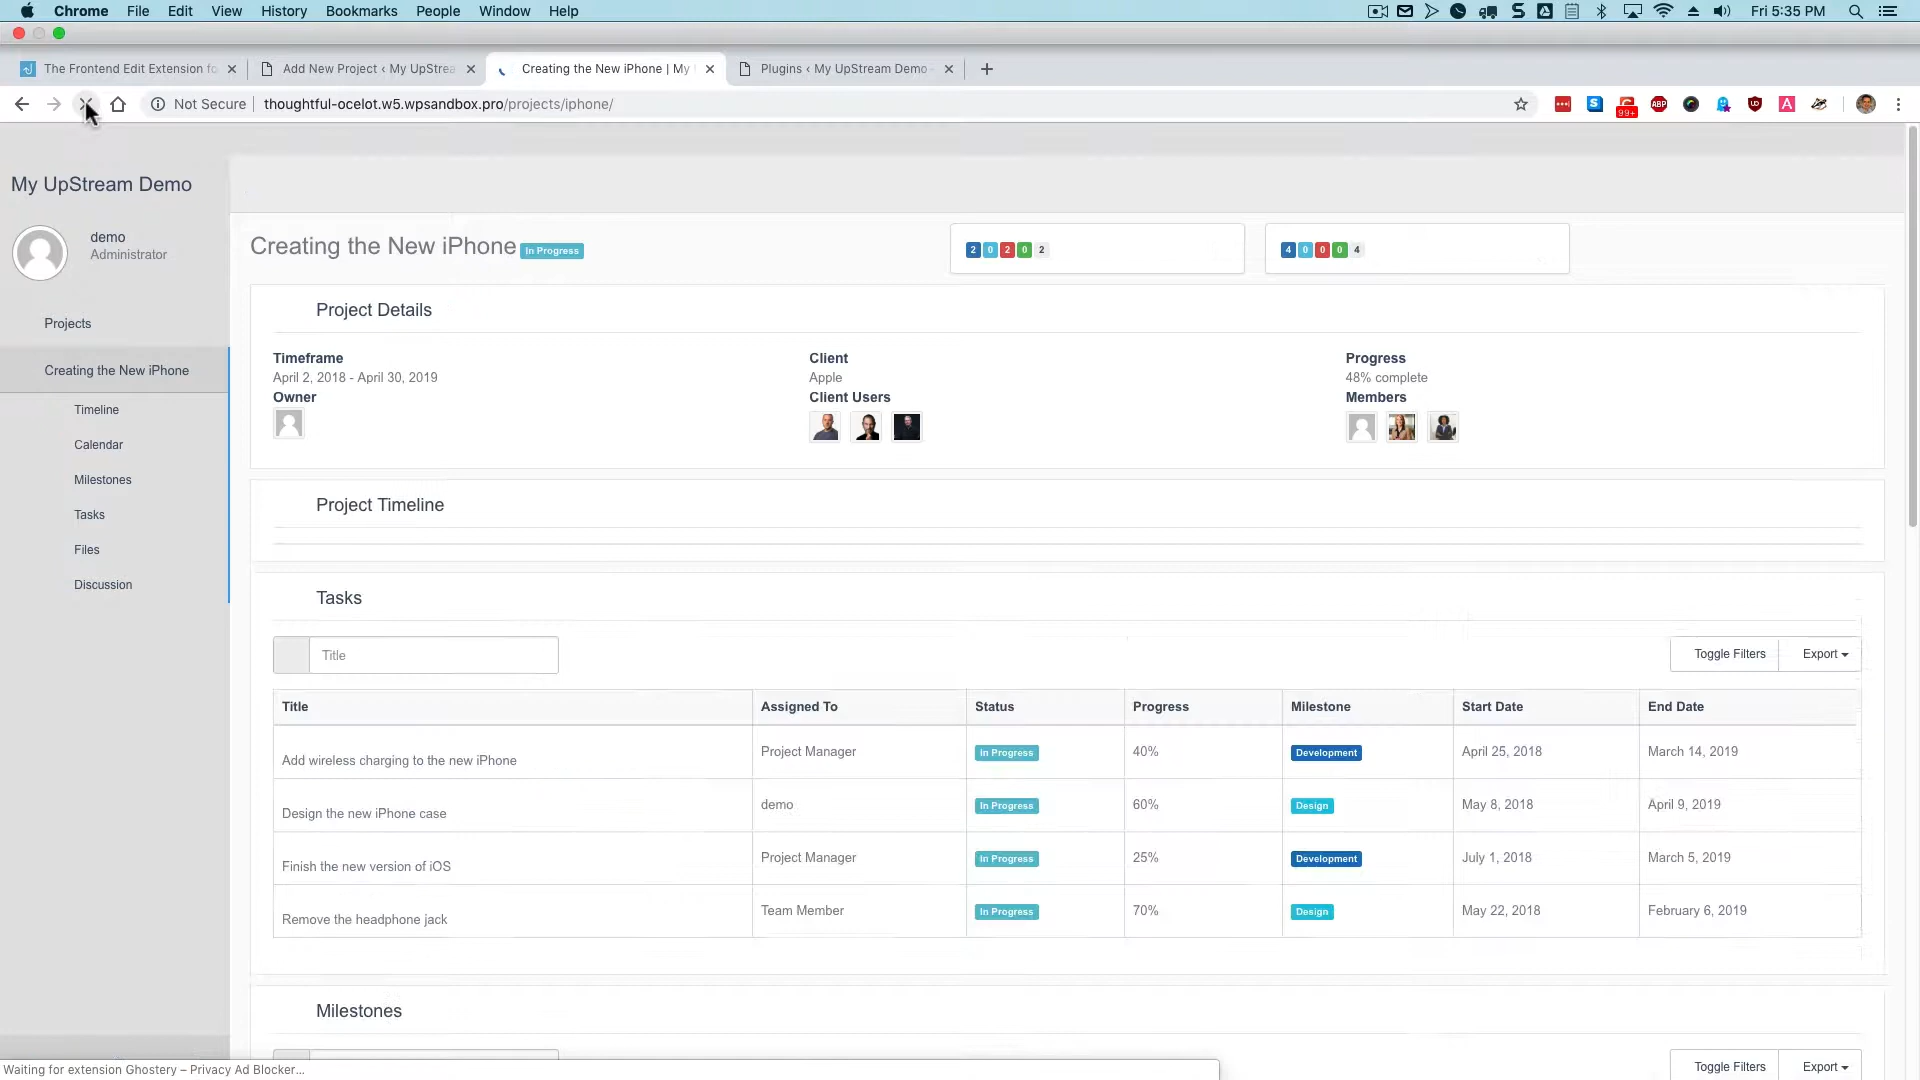 Chrome File Edit View History Bookmarks People Window Help Fri 5:35 PM
The Frontend Edit Extension fo
Add New Project ‹ My UpStrea
Creating the New iPhone | My
Plugins ‹ My UpStream Demo
Not Secure thoughtful-ocelot.w5.wpsandbox.pro/projects/iphone/
99+ ABP
My UpStream Demo
demo
Administrator
Projects
Creating the New iPhone
Timeline
Calendar
Milestones
Tasks
Files
Discussion
Creating the New iPhone In Progress
2 0 2 0 2
4 0 0 0 4
Project Details
Timeframe
April 2, 2018 - April 30, 2019
Owner
Client
Apple
Client Users
Progress
48% complete
Members
Project Timeline
Tasks
Title
Toggle Filters Export
Title Assigned To Status Progress Milestone Start Date End Date
Add wireless charging to the new iPhone Project Manager In Progress 40% Development April 25, 2018 March 14, 2019
Design the new iPhone case demo In Progress 60% Design May 8, 2018 April 9, 2019
Finish the new version of iOS Project Manager In Progress 25% Development July 1, 2018 March 5, 2019
Remove the headphone jack Team Member In Progress 70% Design May 22, 2018 February 6, 2019
Milestones
Toggle Filters Export
Waiting for extension Ghostery – Privacy Ad Blocker...